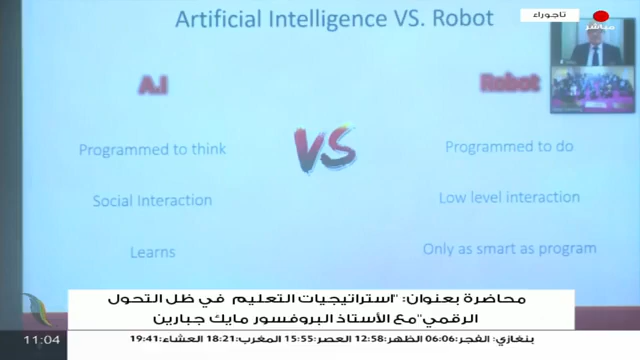 تاجوراء
مباشر
Artificial Intelligence VS. Robot
A.I
Robot
VS
Programmed to think
Programmed to do
Social Interaction
Low level interaction
Learns
Only as smart as program
محاضرة بعنوان: "استراتيجيات التعليم في ظل التحول
الرقمي" مع الأستاذ البروفسور مايك جبارين
11:04
بنغازي: الفجر: 06:06 الظهر: 12:58 العصر: 15:55 المغرب: 18:21 العشاء: 19:41